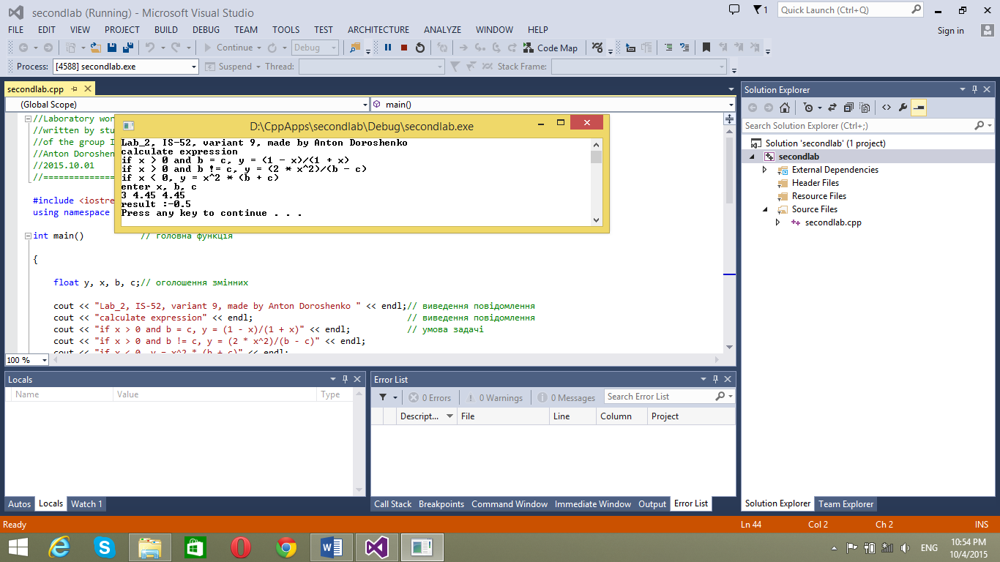 secondlab (Running) - Microsoft Visual Studio
1
Quick Launch (Ctrl+Q)
FILE EDIT VIEW PROJECT BUILD DEBUG TEAM TOOLS TEST ARCHITECTURE ANALYZE WINDOW HELP
Sign in
Continue Debug Code Map
Process: [4588] secondlab.exe Suspend Thread: Stack Frame:
secondlab.cpp
(Global Scope) main()
//Laboratory wor
//written by stu
//of the group I
//Anton Doroshen
//2015.10.01
//==============
#include <iostre
using namespace
int main() // головна функція
{
float y, x, b, c;// оголошення змінних
cout << "Lab_2, IS-52, variant 9, made by Anton Doroshenko " << endl;// виведення повідомлення
cout << "calculate expression" << endl; // виведення повідомлення
cout << "if x > 0 and b = c, y = (1 - x)/(1 + x)" << endl; // умова задачі
cout << "if x > 0 and b != c, y = (2 * x^2)/(b - c)" << endl;
cout << "if x < 0, y = x^2 * (b + c)" << endl;
100 %
D:\CppApps\secondlab\Debug\secondlab.exe
Lab_2, IS-52, variant 9, made by Anton Doroshenko
calculate expression
if x > 0 and b = c, y = (1 - x)/(1 + x)
if x > 0 and b != c, y = (2 * x^2)/(b - c)
if x < 0, y = x^2 * (b + c)
enter x, b, c
3 4.45 4.45
result :-0.5
Press any key to continue . . .
Solution Explorer
Search Solution Explorer (Ctrl+;)
Solution 'secondlab' (1 project)
secondlab
External Dependencies
Header Files
Resource Files
Source Files
secondlab.cpp
Locals
Name Value Type
Autos Locals Watch 1
Error List
0 Errors 0 Warnings 0 Messages Search Error List
Descript... File Line Column Project
Call Stack Breakpoints Command Window Immediate Window Output Error List
Solution Explorer Team Explorer
Ready Ln 44 Col 2 Ch 2 INS
ENG
10:54 PM
10/4/2015